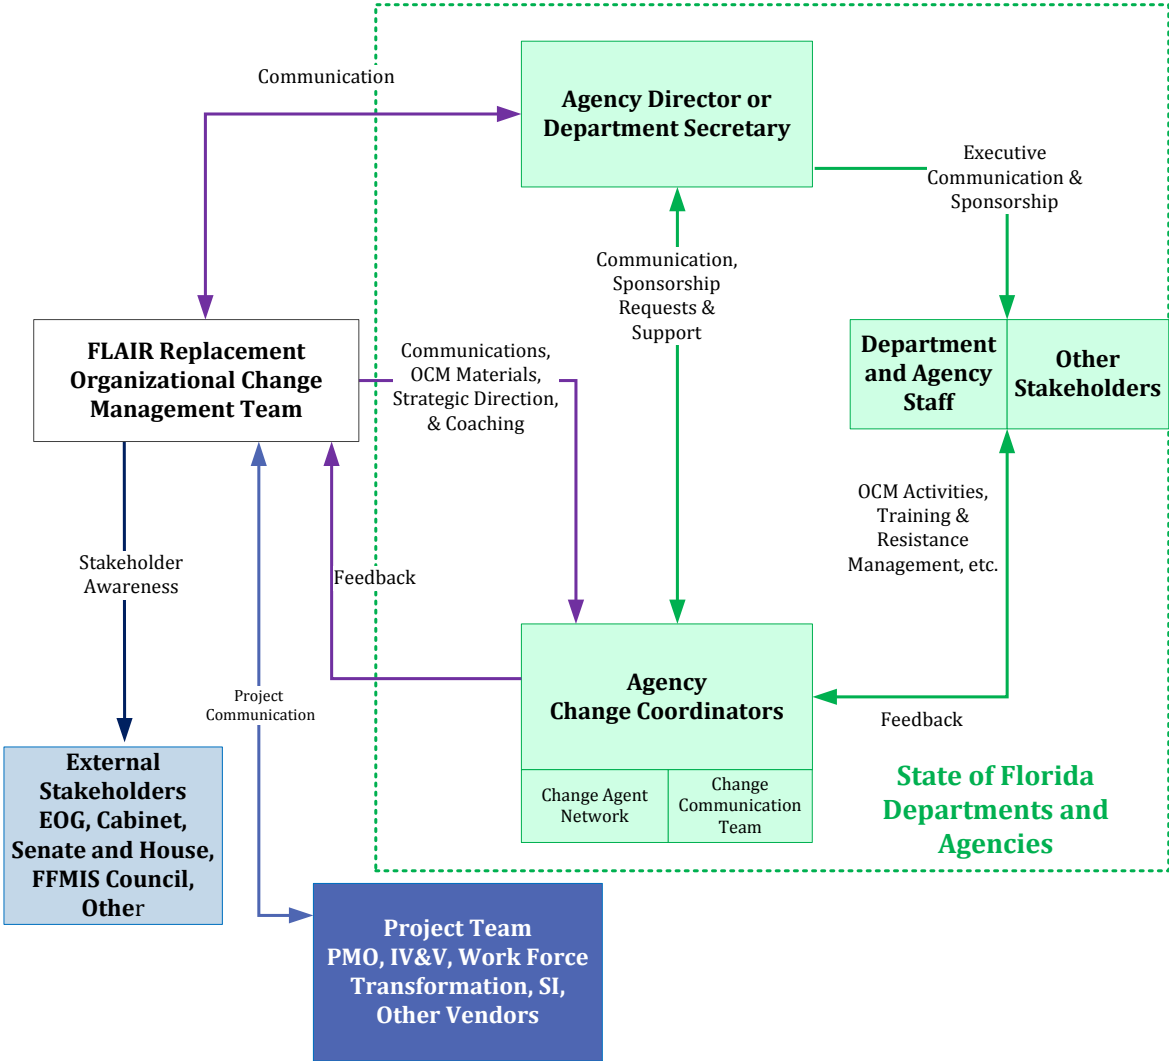 Communication
Agency Director or
Department Secretary
Executive
Communication &
Sponsorship
Communication,
Sponsorship
Requests &
Support
FLAIR Replacement
Organizational Change
Management Team
Communications,
OCM Materials,
Strategic Direction,
& Coaching
Department
and Agency
Staff
Other
Stakeholders
OCM Activities,
Training &
Resistance
Management, etc.
Stakeholder
Awareness
Feedback
Project
Communication
Agency
Change Coordinators
Feedback
Change Agent
Network
Change
Communication
Team
State of Florida
Departments and
Agencies
External
Stakeholders
EOG, Cabinet,
Senate and House,
FFMIS Council,
Other
Project Team
PMO, IV&V, Work Force
Transformation, SI,
Other Vendors